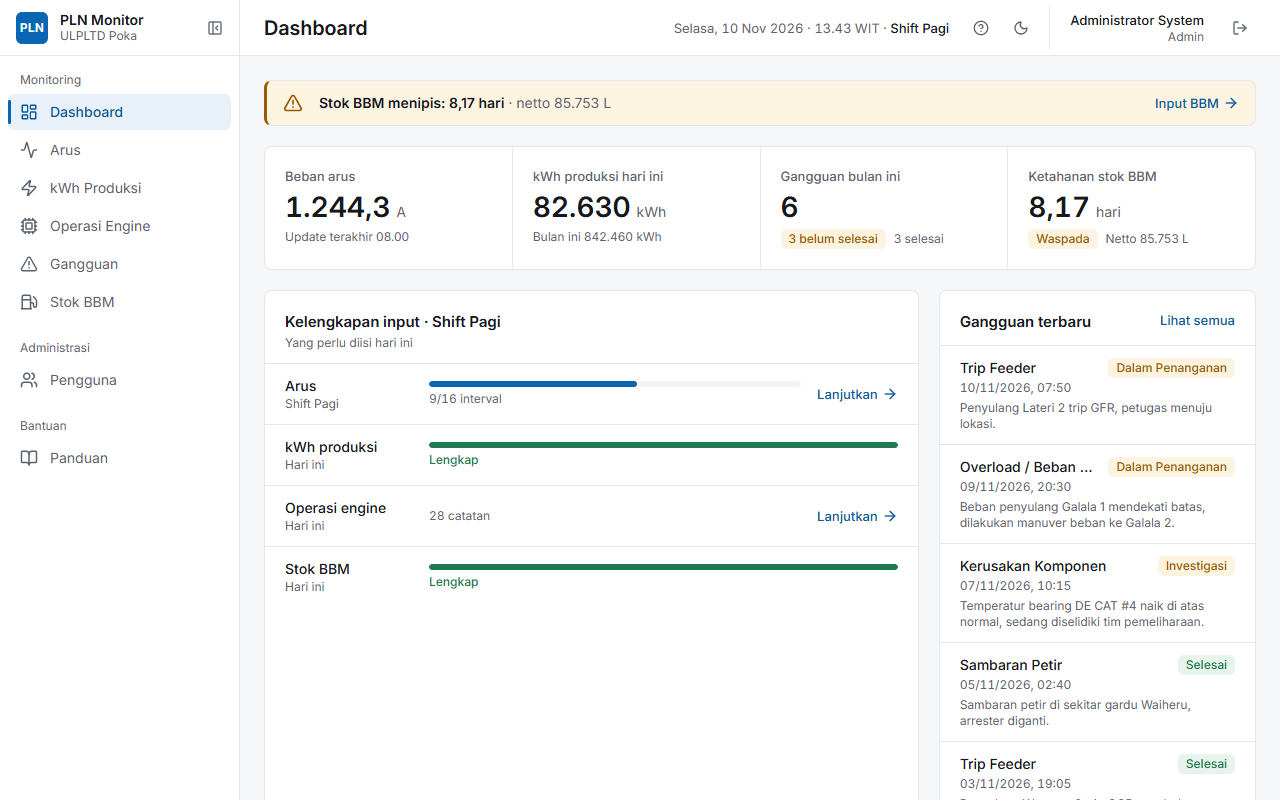 PLN
PLN Monitor
ULPLTD Poka
Monitoring
Dashboard
Arus
kWh Produksi
Operasi Engine
Gangguan
Stok BBM
Administrasi
Pengguna
Bantuan
Panduan
Dashboard
Selasa, 10 Nov 2026 · 13.43 WIT · Shift Pagi
Administrator System
Admin
Stok BBM menipis: 8,17 hari · netto 85.753 L
Input BBM
Beban arus
1.244,3 A
Update terakhir 08.00
kWh produksi hari ini
82.630 kWh
Bulan ini 842.460 kWh
Gangguan bulan ini
6
3 belum selesai 3 selesai
Ketahanan stok BBM
8,17 hari
Waspada Netto 85.753 L
Kelengkapan input · Shift Pagi
Yang perlu diisi hari ini
Arus
Shift Pagi
9/16 interval
Lanjutkan
kWh produksi
Hari ini
Lengkap
Operasi engine
Hari ini
28 catatan
Lanjutkan
Stok BBM
Hari ini
Lengkap
Gangguan terbaru
Lihat semua
Trip Feeder
Dalam Penanganan
10/11/2026, 07:50
Penyulang Lateri 2 trip GFR, petugas menuju
lokasi.
Overload / Beban ...
Dalam Penanganan
09/11/2026, 20:30
Beban penyulang Galala 1 mendekati batas,
dilakukan manuver beban ke Galala 2.
Kerusakan Komponen
Investigasi
07/11/2026, 10:15
Temperatur bearing DE CAT #4 naik di atas
normal, sedang diselidiki tim pemeliharaan.
Sambaran Petir
Selesai
05/11/2026, 02:40
Sambaran petir di sekitar gardu Waiheru,
arrester diganti.
Trip Feeder
Selesai
03/11/2026, 19:05